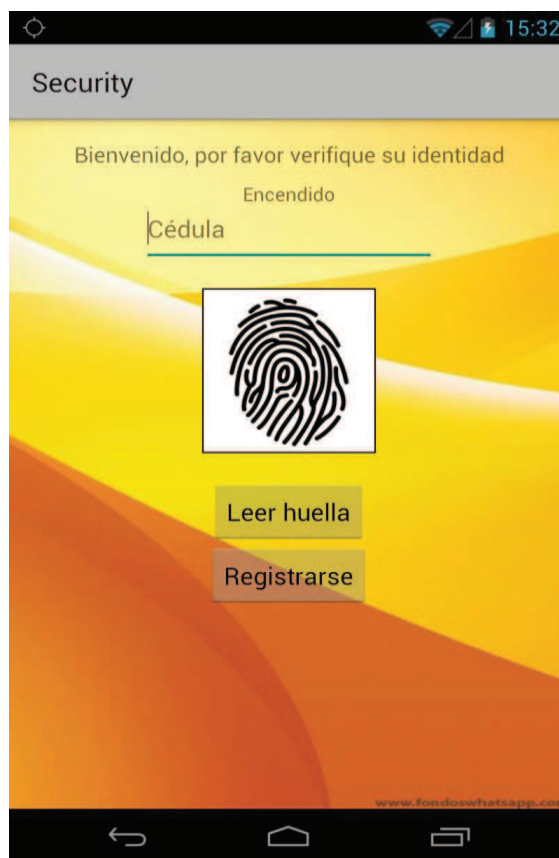 15:32
Security
Bienvenido, por favor verifique su identidad
Encendido
Cédula
Leer huella
Registrarse
www.fondoswhatsapp.com